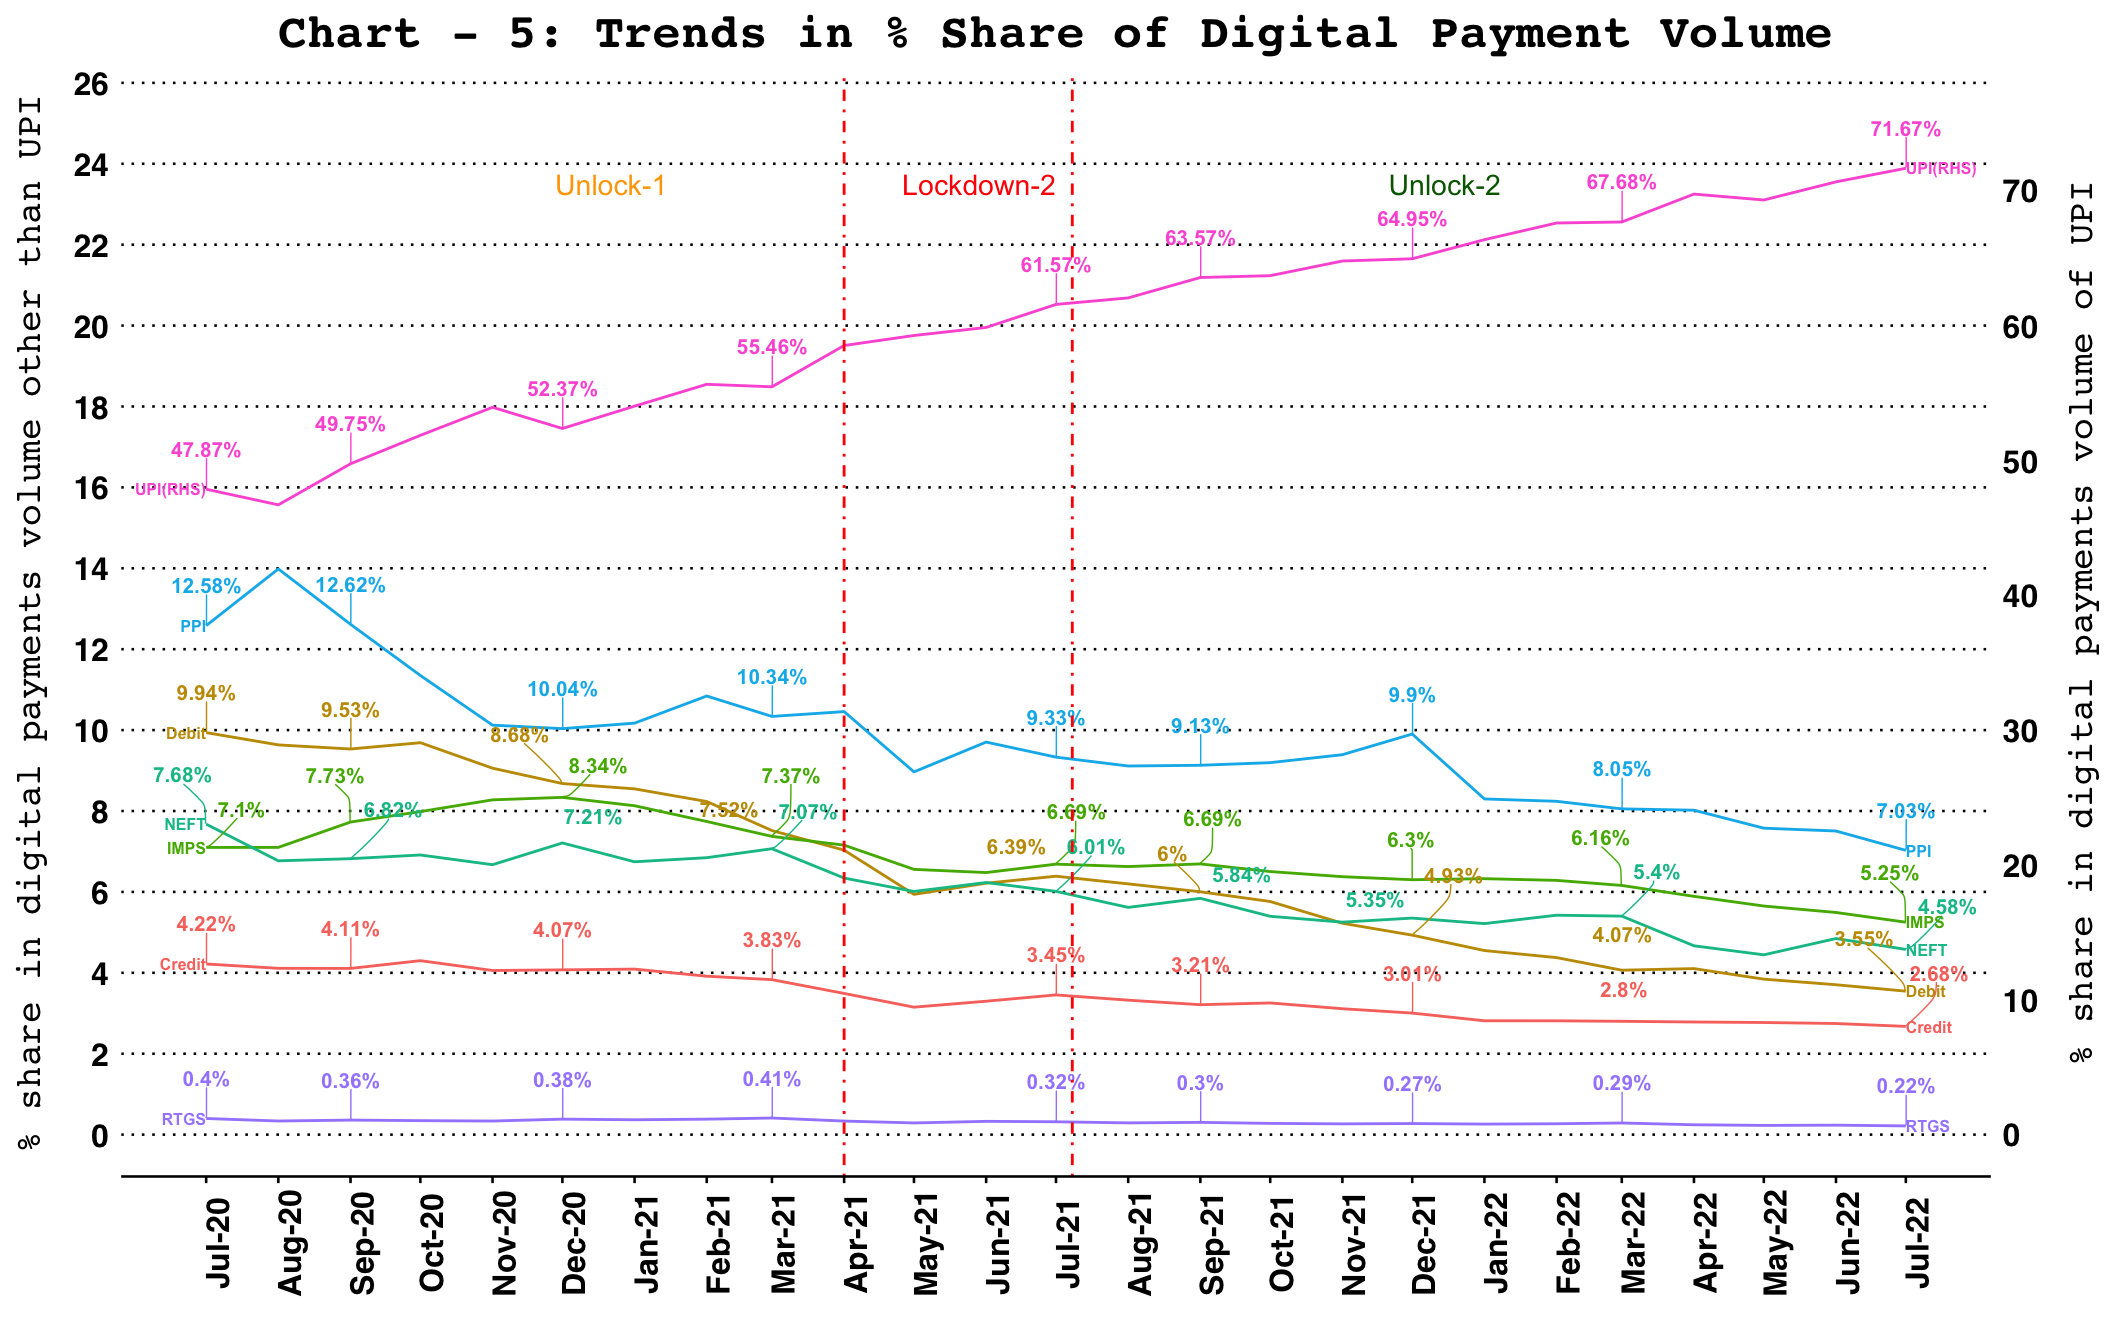 Chart - 5: Trends in % Share of Digital Payment Volume
% share in digital payments volume other than UPI
26
24
22
20
18
16
14
12
10
8
6
4
2
0
Unlock-1
Lockdown-2
Unlock-2
47.87%
49.75%
52.37%
55.46%
61.57%
63.57%
64.95%
67.68%
71.67%
UPI(RHS)
UPI(RHS)
12.58%
12.62%
10.04%
10.34%
9.33%
9.13%
9.9%
8.05%
7.03%
PPI
PPI
9.94%
9.53%
8.68%
7.52%
6.39%
6%
4.93%
4.07%
3.55%
Debit
Debit
7.1%
7.73%
8.34%
7.37%
6.69%
6.69%
6.3%
6.16%
5.25%
IMPS
IMPS
7.68%
6.82%
7.21%
7.07%
6.01%
5.84%
5.35%
5.4%
4.58%
NEFT
NEFT
4.22%
4.11%
4.07%
3.83%
3.45%
3.21%
3.01%
2.8%
2.68%
Credit
Credit
0.4%
0.36%
0.38%
0.41%
0.32%
0.3%
0.27%
0.29%
0.22%
RTGS
RTGS
70
60
50
40
30
20
10
0
% share in digital payments volume of UPI
Jul-20
Aug-20
Sep-20
Oct-20
Nov-20
Dec-20
Jan-21
Feb-21
Mar-21
Apr-21
May-21
Jun-21
Jul-21
Aug-21
Sep-21
Oct-21
Nov-21
Dec-21
Jan-22
Feb-22
Mar-22
Apr-22
May-22
Jun-22
Jul-22